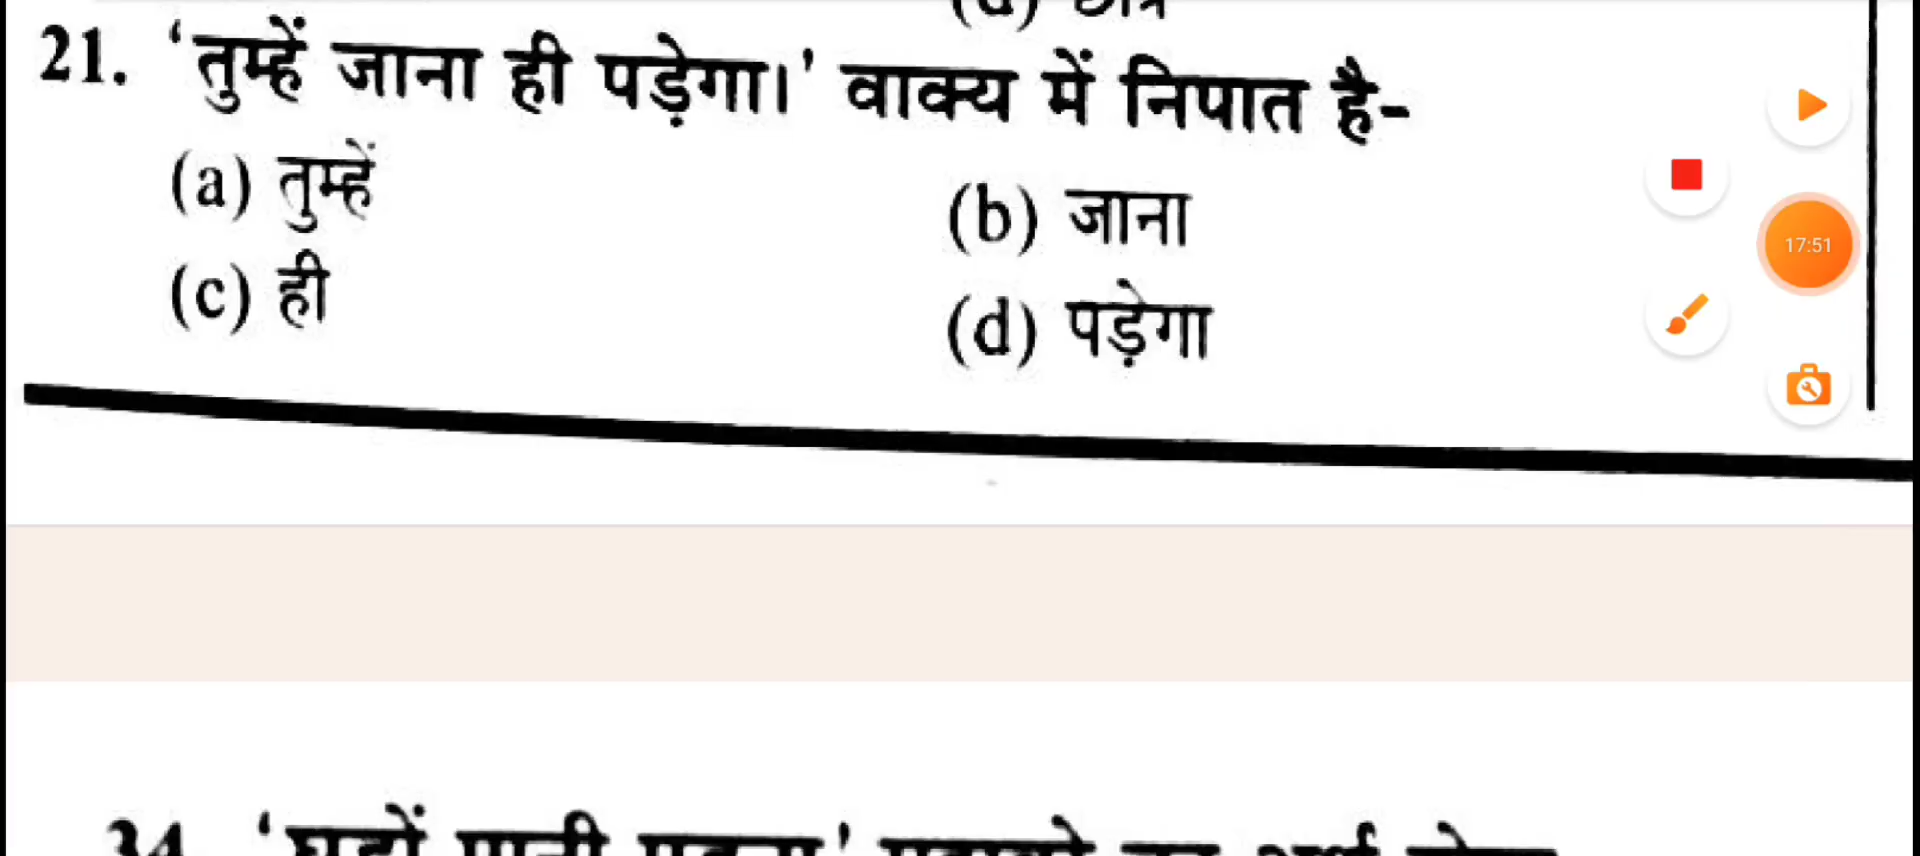 21. ‘तुम्हें जाना ही पड़ेगा।’ वाक्य में निपात है-
(a) तुम्हें
(b) जाना
(c) ही
(d) पड़ेगा
17:51